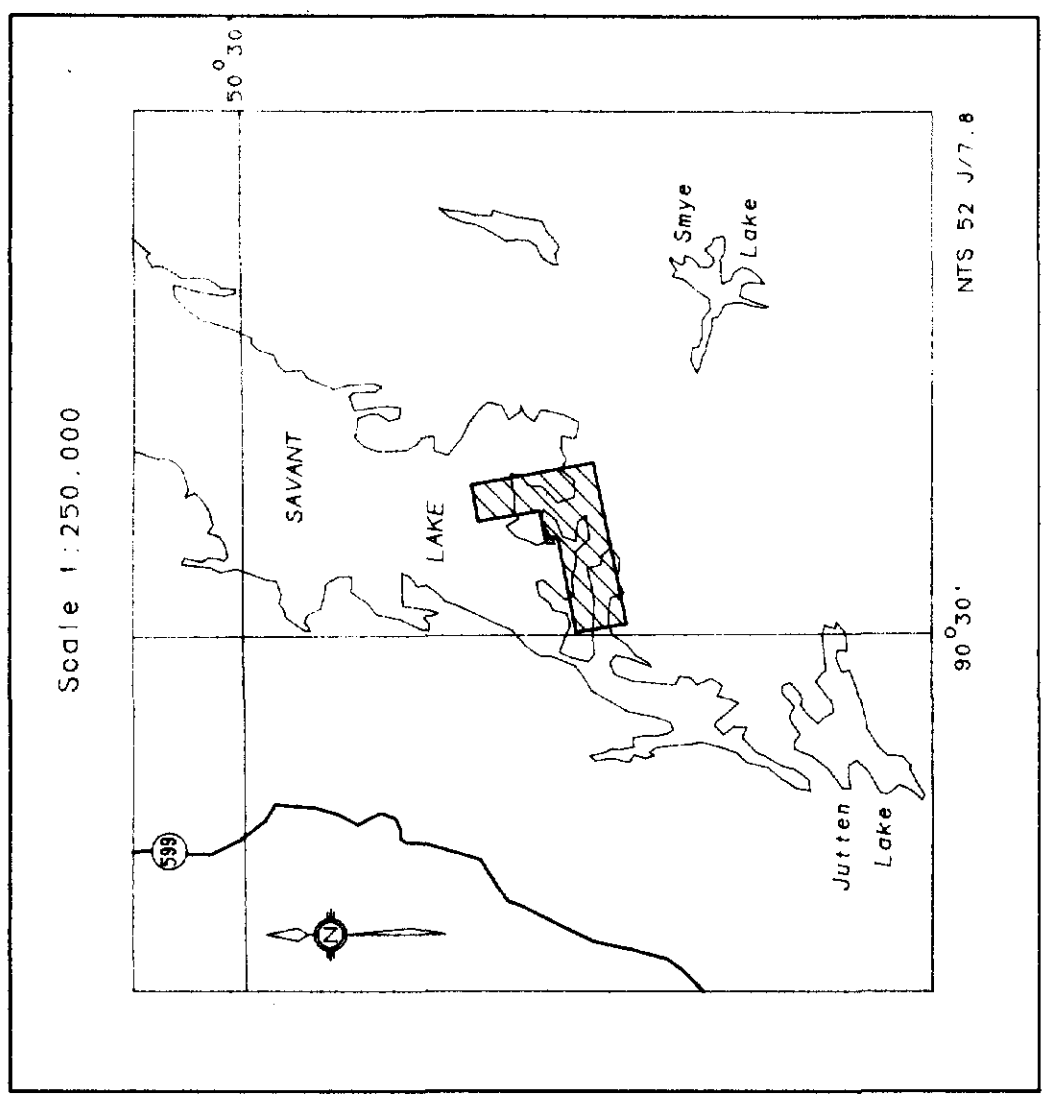 Scale 1:250,000
50°30
599
SAVANT
LAKE
N
Smye
Lake
Jutten
Lake
90°30'
NTS 52 J/7.8